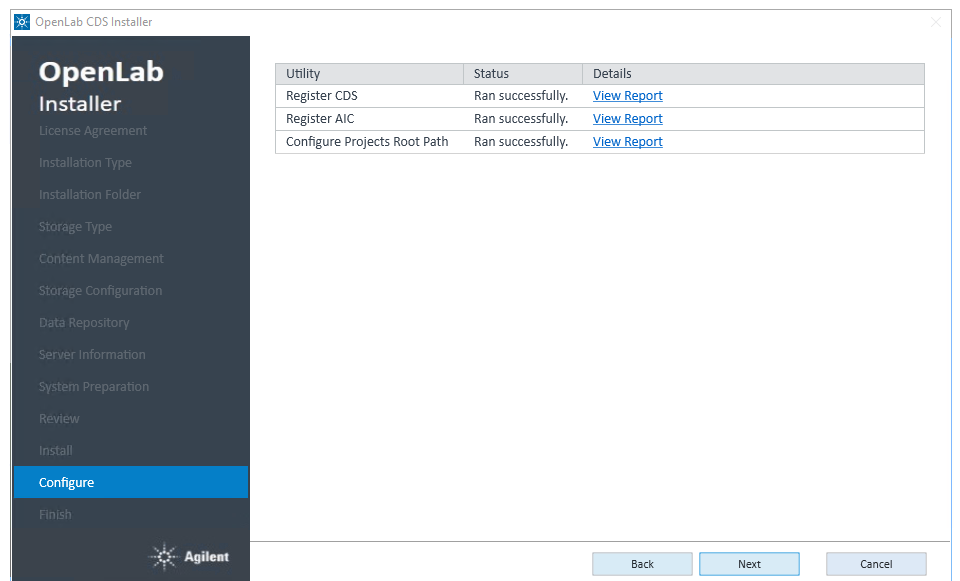 OpenLab CDS Installer
OpenLab
Installer
License Agreement
Installation Type
Installation Folder
Storage Type
Content Management
Storage Configuration
Data Repository
Server Information
System Preparation
Review
Install
Configure
Finish
Agilent
Utility Status Details
Register CDS Ran successfully. View Report
Register AIC Ran successfully. View Report
Configure Projects Root Path Ran successfully. View Report
Back Next Cancel